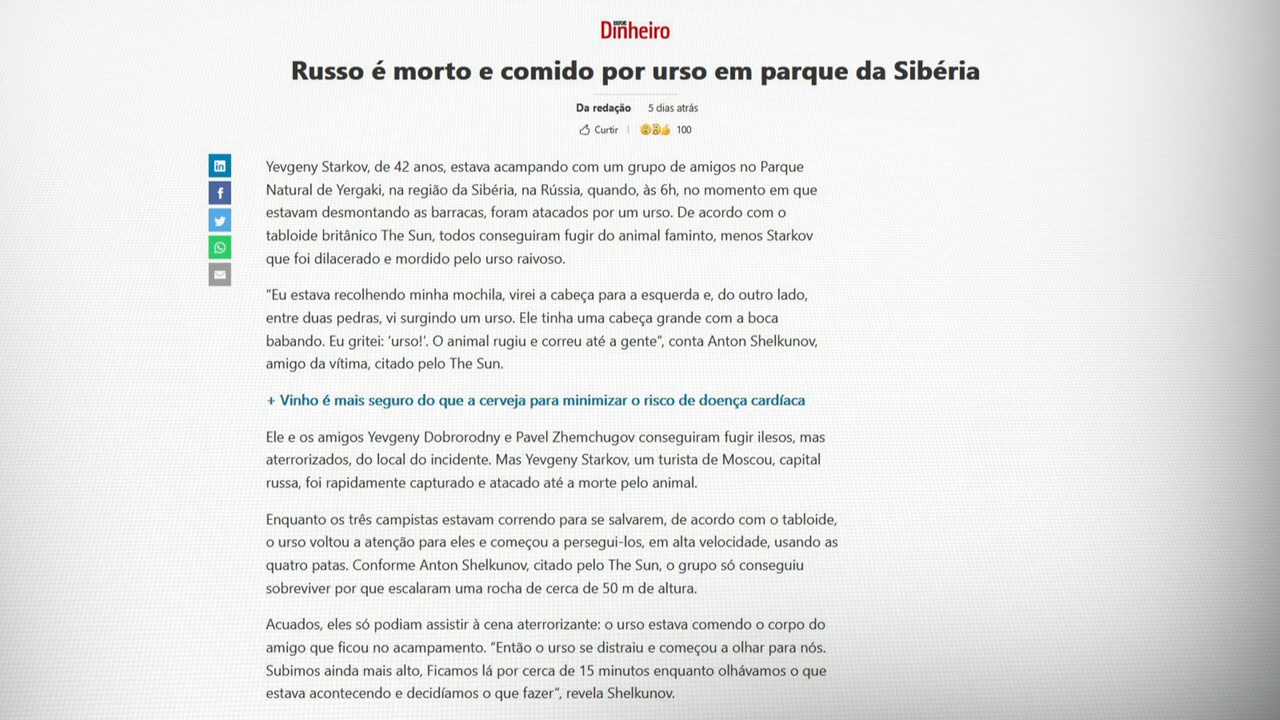 ISTOÉ
Dinheiro
Russo é morto e comido por urso em parque da Sibéria
Da redação 5 dias atrás
Curtir 100
Yevgeny Starkov, de 42 anos, estava acampando com um grupo de amigos no Parque
Natural de Yergaki, na região da Sibéria, na Rússia, quando, às 6h, no momento em que
estavam desmontando as barracas, foram atacados por um urso. De acordo com o
tabloide britânico The Sun, todos conseguiram fugir do animal faminto, menos Starkov
que foi dilacerado e mordido pelo urso raivoso.
"Eu estava recolhendo minha mochila, virei a cabeça para a esquerda e, do outro lado,
entre duas pedras, vi surgindo um urso. Ele tinha uma cabeça grande com a boca
babando. Eu gritei: 'urso!'. O animal rugiu e correu até a gente", conta Anton Shelkunov,
amigo da vítima, citado pelo The Sun.
+ Vinho é mais seguro do que a cerveja para minimizar o risco de doença cardíaca
Ele e os amigos Yevgeny Dobrorodny e Pavel Zhemchugov conseguiram fugir ilesos, mas
aterrorizados, do local do incidente. Mas Yevgeny Starkov, um turista de Moscou, capital
russa, foi rapidamente capturado e atacado até a morte pelo animal.
Enquanto os três campistas estavam correndo para se salvarem, de acordo com o tabloide,
o urso voltou a atenção para eles e começou a persegui-los, em alta velocidade, usando as
quatro patas. Conforme Anton Shelkunov, citado pelo The Sun, o grupo só conseguiu
sobreviver por que escalaram uma rocha de cerca de 50 m de altura.
Acuados, eles só podiam assistir à cena aterrorizante: o urso estava comendo o corpo do
amigo que ficou no acampamento. "Então o urso se distraiu e começou a olhar para nós.
Subimos ainda mais alto, Ficamos lá por cerca de 15 minutos enquanto olhávamos o que
estava acontecendo e decidíamos o que fazer", revela Shelkunov.